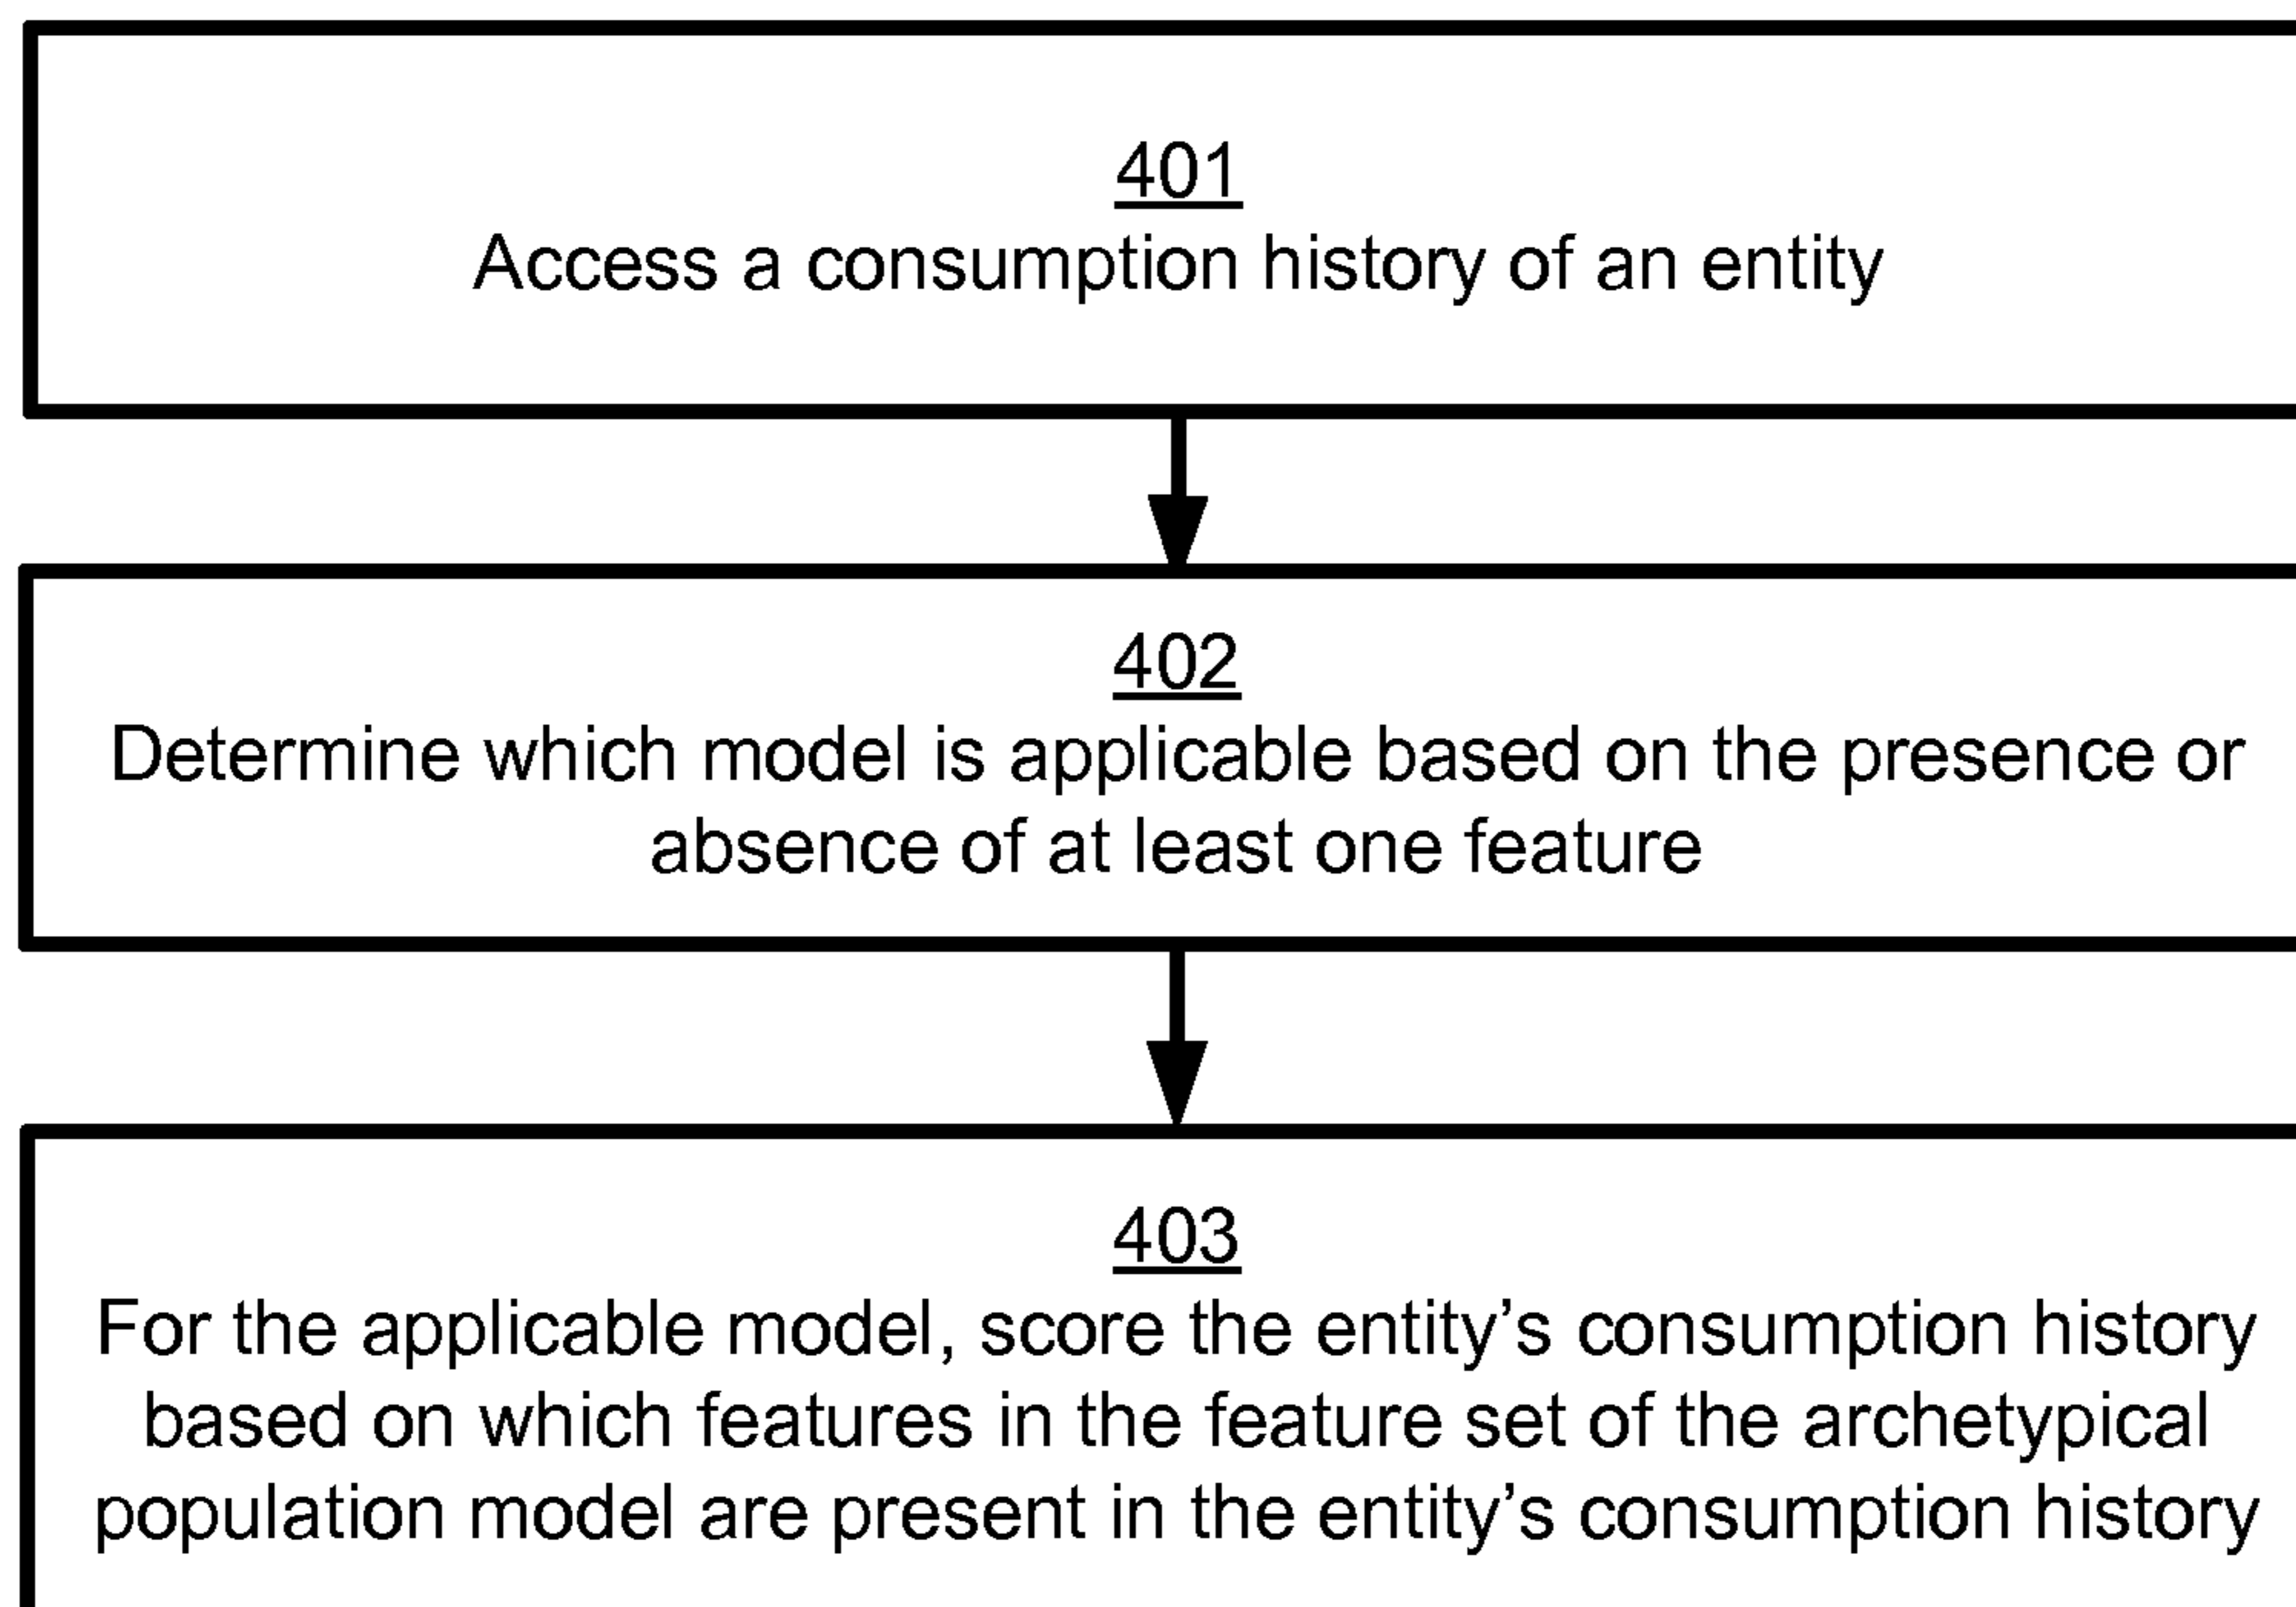 401
Access a consumption history of an entity
402
Determine which model is applicable based on the presence or
absence of at least one feature
403
For the applicable model, score the entity’s consumption history
based on which features in the feature set of the archetypical
population model are present in the entity’s consumption history